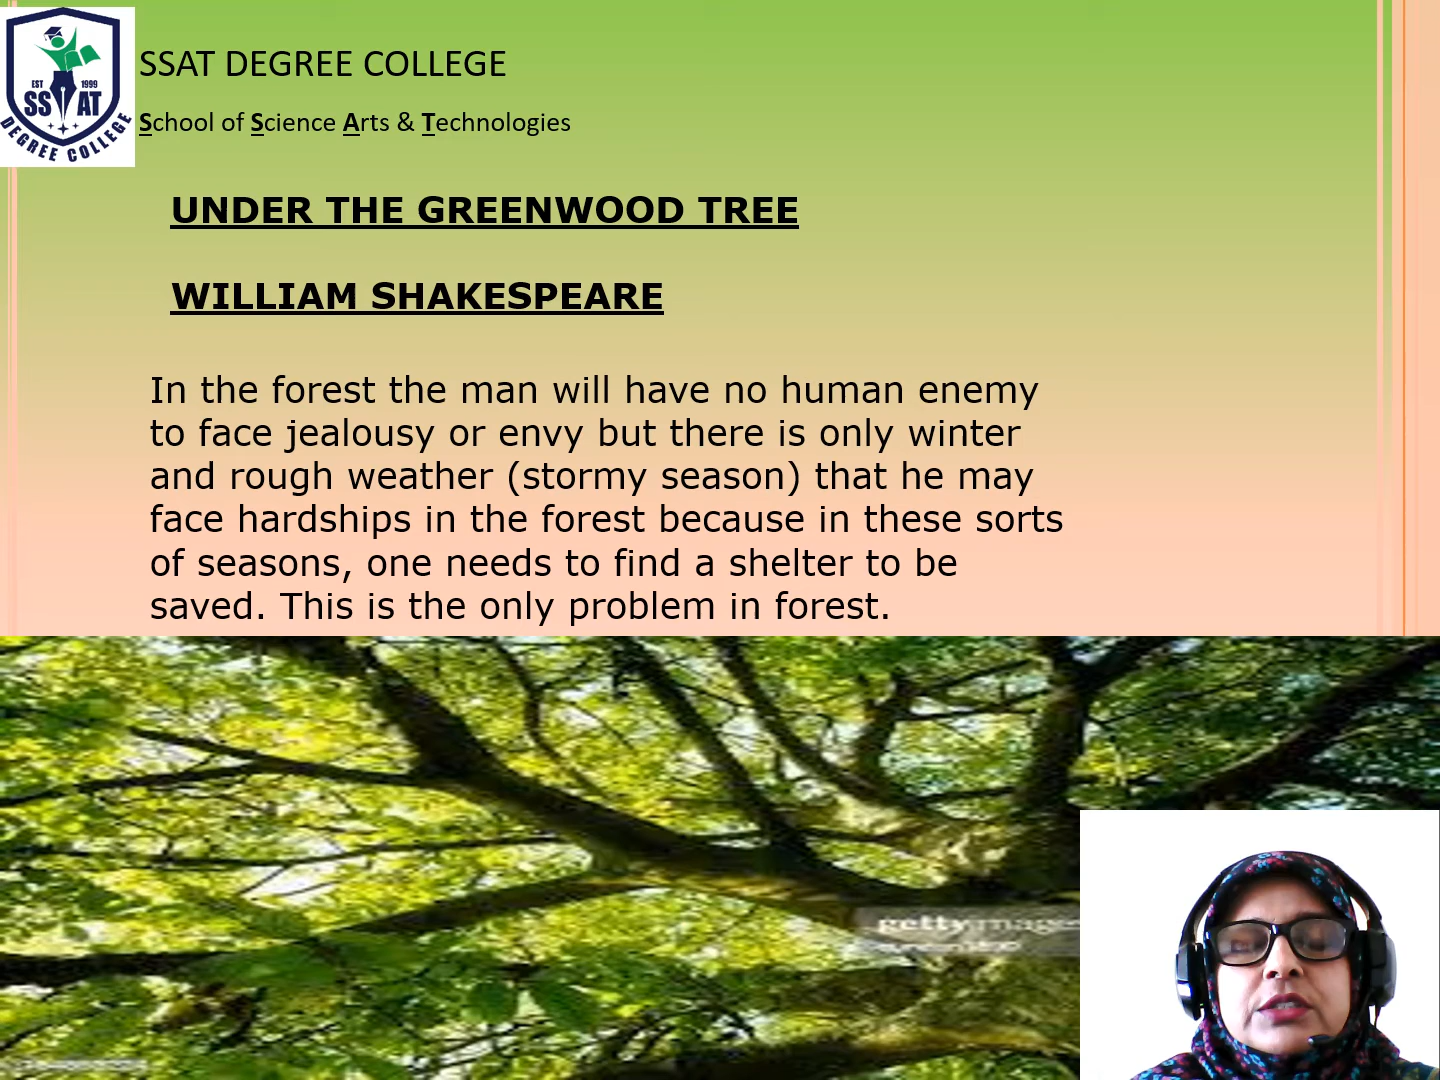 EST 1999
SS AT
DEGREE COLLEGE
SSAT DEGREE COLLEGE
School of Science Arts & Technologies
UNDER THE GREENWOOD TREE
WILLIAM SHAKESPEARE
In the forest the man will have no human enemy
to face jealousy or envy but there is only winter
and rough weather (stormy season) that he may
face hardships in the forest because in these sorts
of seasons, one needs to find a shelter to be
saved. This is the only problem in forest.
gettyimages